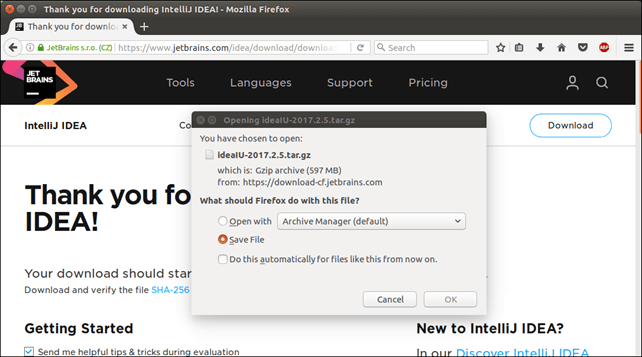 Thank you for downloading IntelliJ IDEA! - Mozilla Firefox
Thank you for downlo
JetBrains s.r.o. (CZ)
https://www.jetbrains.com/idea/download/downlo
Search
ABP
JET
BRAINS
Tools
Languages
Support
Pricing
IntelliJ IDEA
Co
Download
Opening ideaIU-2017.2.5.tar.gz
You have chosen to open:
ideaIU-2017.2.5.tar.gz
which is: Gzip archive (597 MB)
from: https://download-cf.jetbrains.com
What should Firefox do with this file?
Open with
Archive Manager (default)
Save File
Do this automatically for files like this from now on.
Cancel
OK
Thank you fo
IDEA!
Your download should star
Download and verify the file SHA-256
Getting Started
Send me helpful tips & tricks during evaluation
New to IntelliJ IDEA?
In our Discover IntelliJ IDEA